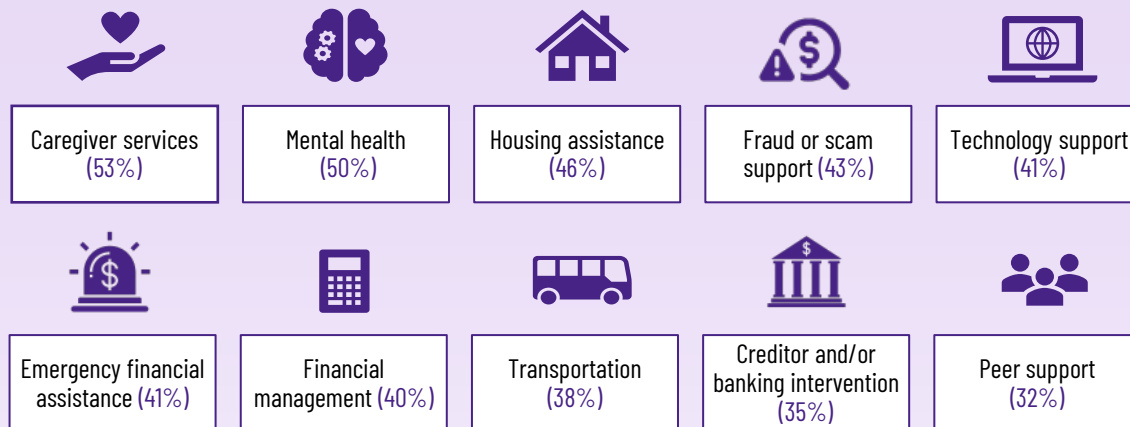 $
Caregiver services
(53%)
Mental health
(50%)
Housing assistance
(46%)
Fraud or scam
support (43%)
Technology support
(41%)
$
Emergency financial
assistance (41%)
Financial
management (40%)
Transportation
(38%)
$
Creditor and/or
banking intervention
(35%)
Peer support
(32%)